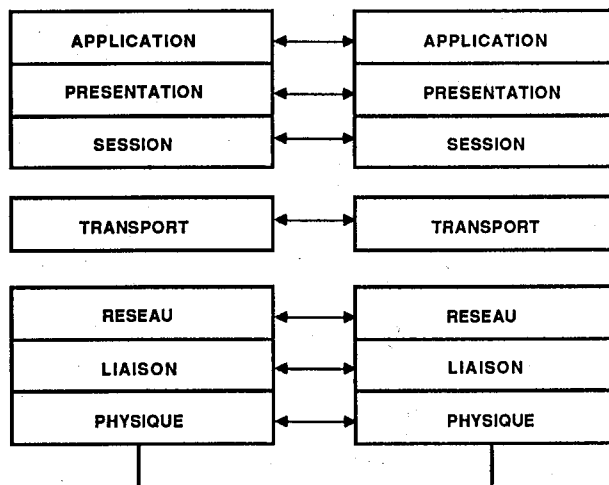 APPLICATION APPLICATION
PRESENTATION PRESENTATION
SESSION SESSION
TRANSPORT TRANSPORT
RESEAU RESEAU
LIAISON LIAISON
PHYSIQUE PHYSIQUE